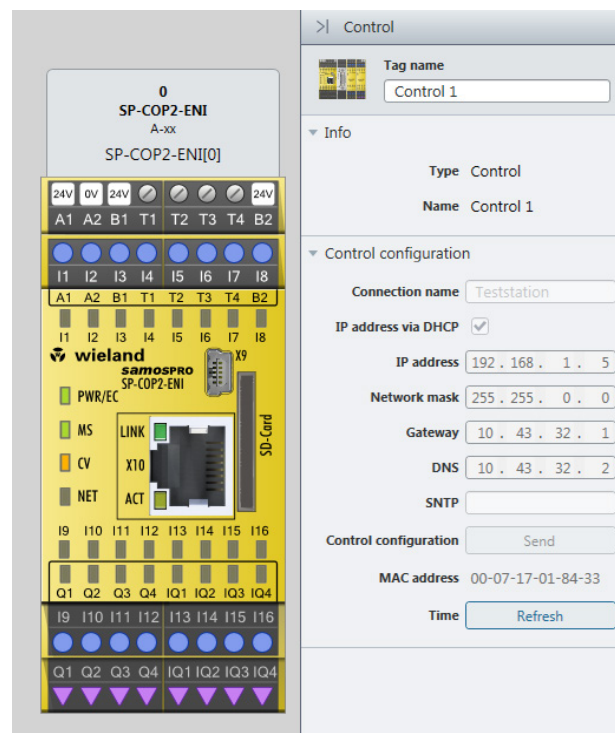 0
SP-COP2-ENI
A-xx
SP-COP2-ENI[0]
24V 0V 24V 24V
A1 A2 B1 T1 T2 T3 T4 B2
I1 I2 I3 I4 I5 I6 I7 I8
A1 A2 B1 T1 T2 T3 T4 B2
I1 I2 I3 I4 I5 I6 I7 I8
wieland
samosPRO
SP-COP2-ENI
X9
PWR/EC
MS
LINK
CV
X10
NET
ACT
SD-Card
I9 I10 I11 I12 I13 I14 I15 I16
Q1 Q2 Q3 Q4 IQ1 IQ2 IQ3 IQ4
I9 I10 I11 I12 I13 I14 I15 I16
Q1 Q2 Q3 Q4 IQ1 IQ2 IQ3 IQ4
>| Control
Tag name
Control 1
Info
Type Control
Name Control 1
Control configuration
Connection name Teststation
IP address via DHCP
IP address 192 . 168 . 1 . 5
Network mask 255 . 255 . 0 . 0
Gateway 10 . 43 . 32 . 1
DNS 10 . 43 . 32 . 2
SNTP
Control configuration Send
MAC address 00-07-17-01-84-33
Time Refresh